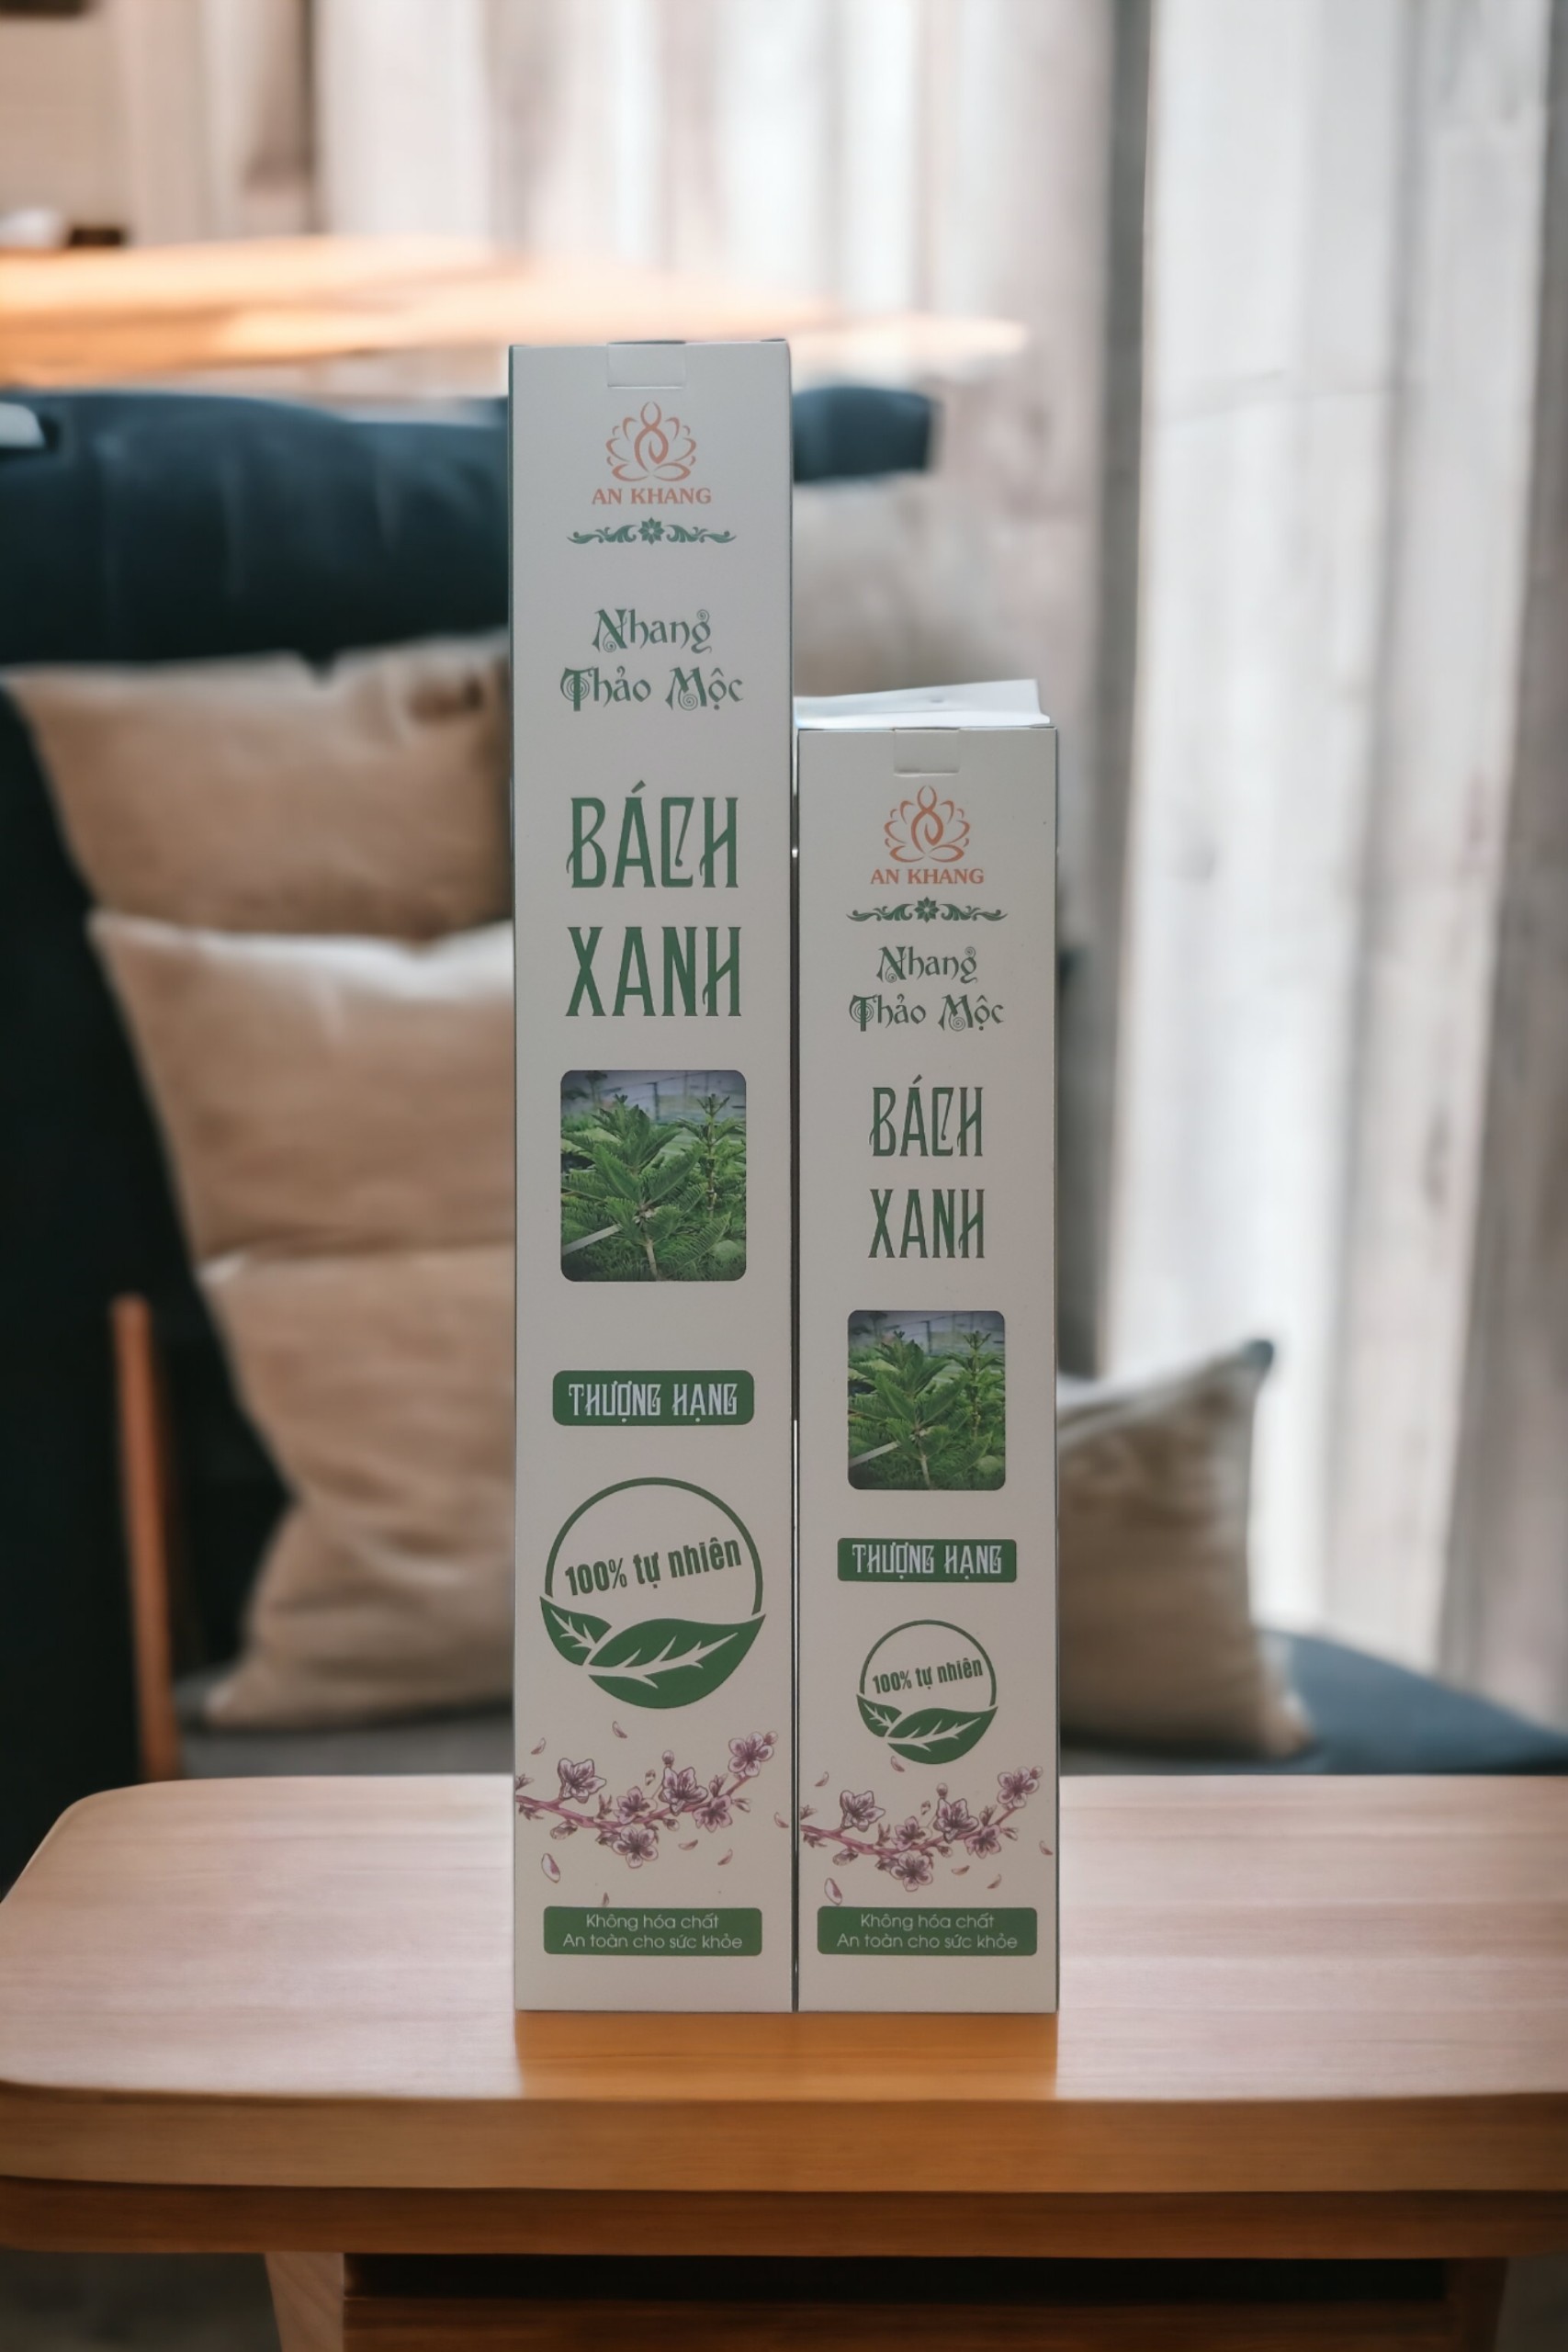 AN KHANG
Nhang
Thảo Mộc
BÁCH
XANH
THƯỢNG HẠNG
100% tự nhiên
Không hóa chất
An toàn cho sức khỏe
AN KHANG
Nhang
Thảo Mộc
BÁCH
XANH
THƯỢNG HẠNG
100% tự nhiên
Không hóa chất
An toàn cho sức khỏe